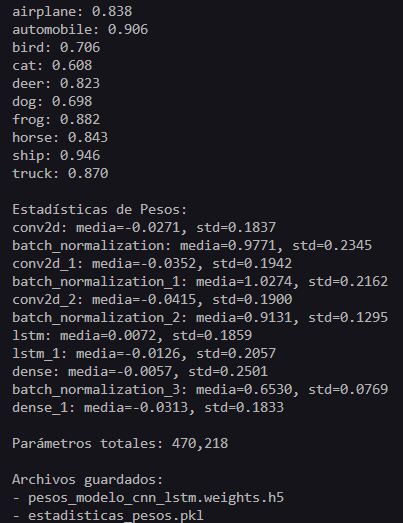 airplane: 0.838
automobile: 0.906
bird: 0.706
cat: 0.608
deer: 0.823
dog: 0.698
frog: 0.882
horse: 0.843
ship: 0.946
truck: 0.870

Estadísticas de Pesos:
conv2d: media=-0.0271, std=0.1837
batch_normalization: media=0.9771, std=0.2345
conv2d_1: media=-0.0352, std=0.1942
batch_normalization_1: media=1.0274, std=0.2162
conv2d_2: media=-0.0415, std=0.1900
batch_normalization_2: media=0.9131, std=0.1295
lstm: media=0.0072, std=0.1859
lstm_1: media=-0.0126, std=0.2057
dense: media=-0.0057, std=0.2501
batch_normalization_3: media=0.6530, std=0.0769
dense_1: media=-0.0313, std=0.1833

Parámetros totales: 470,218

Archivos guardados:
- pesos_modelo_cnn_lstm.weights.h5
- estadisticas_pesos.pkl